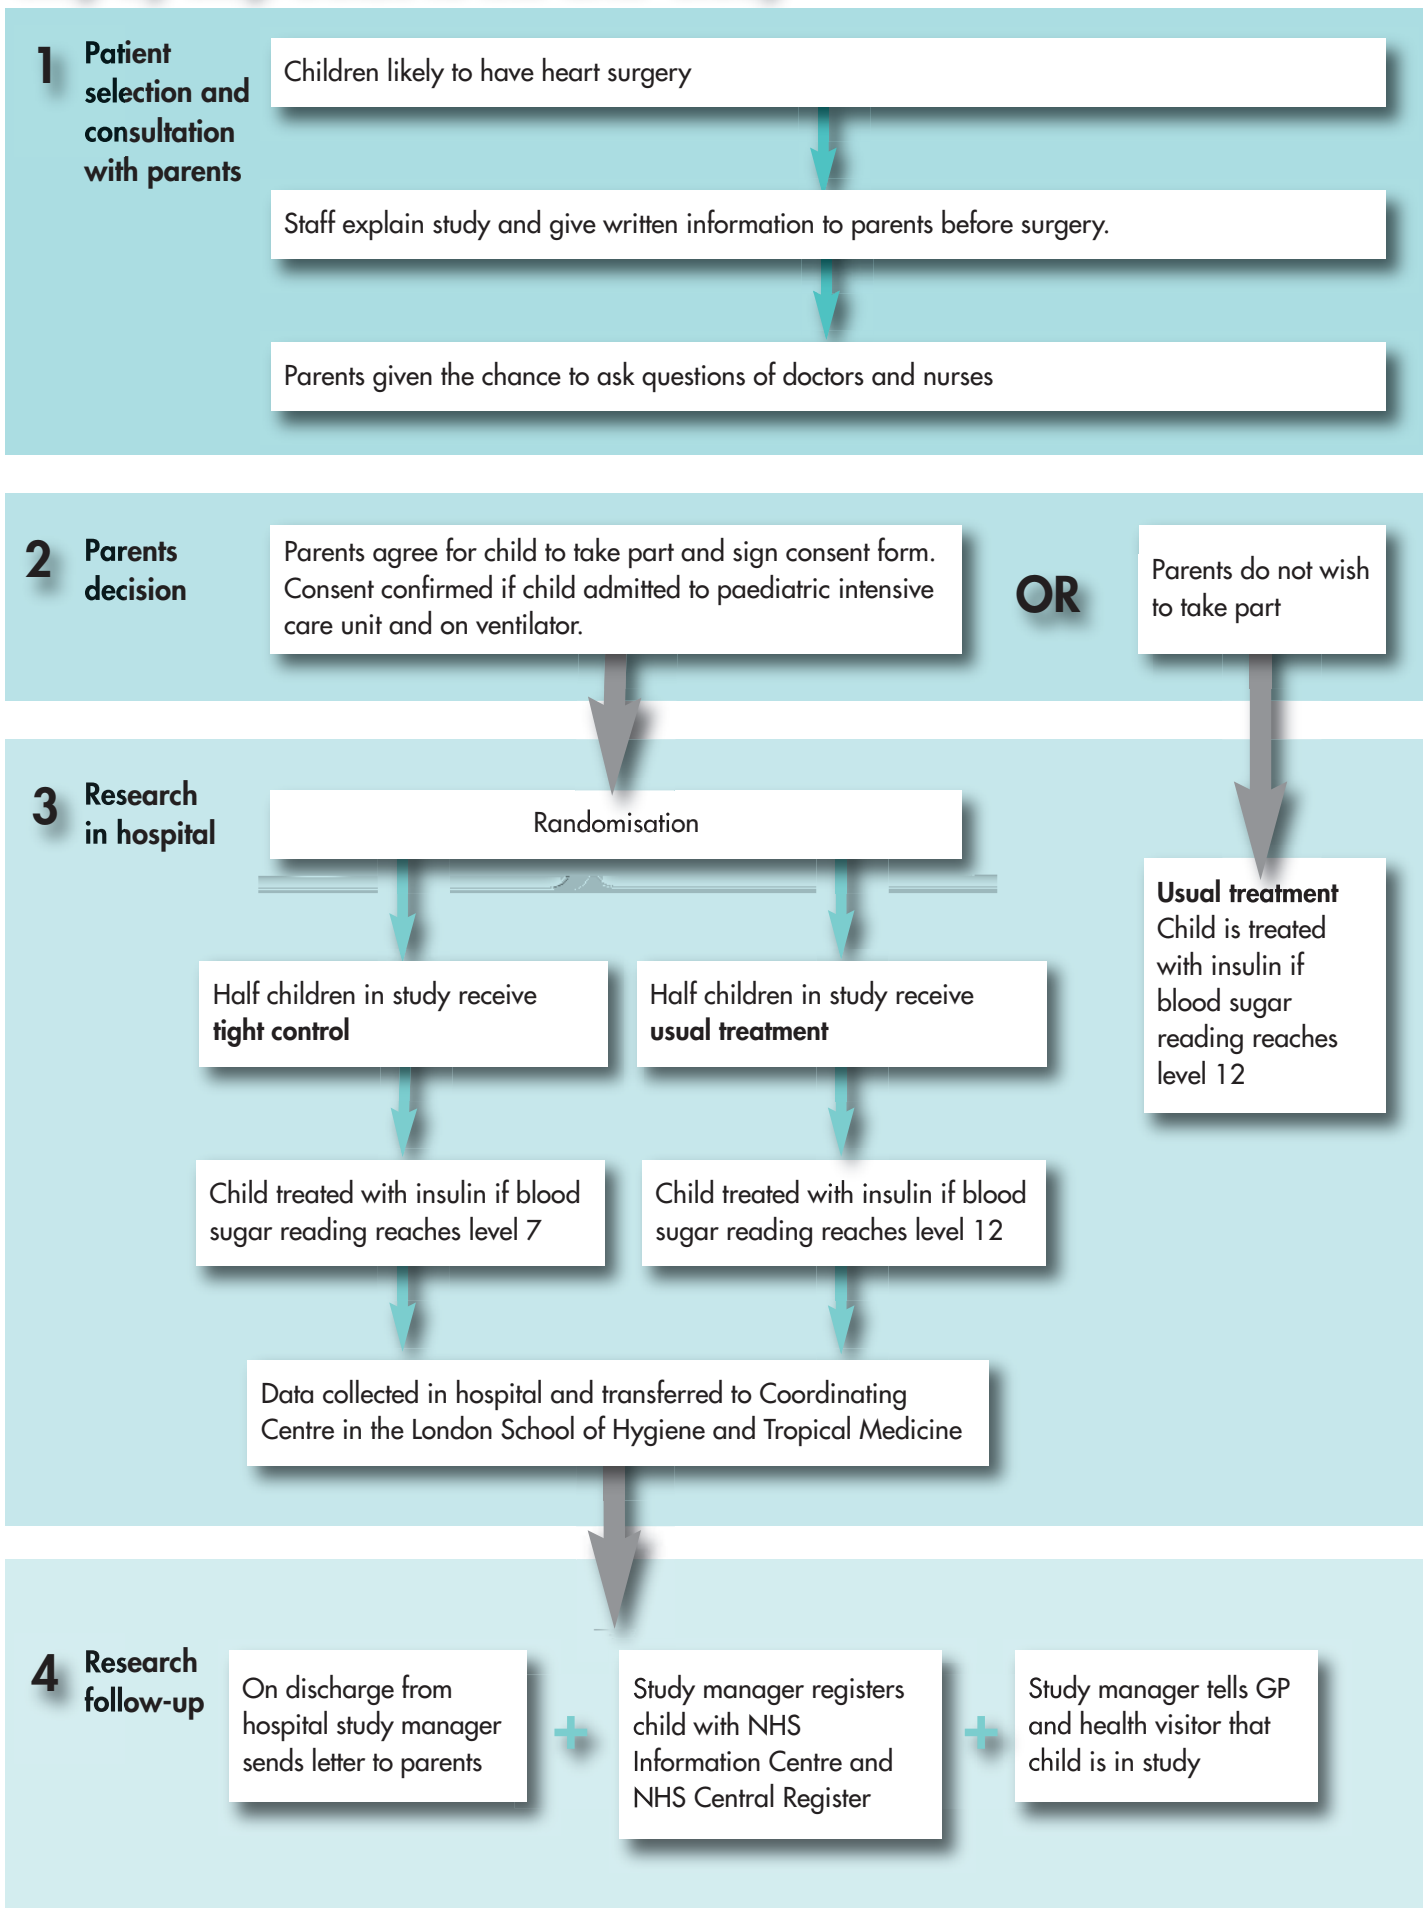 1 Patient
selection and
consultation
with parents
Children likely to have heart surgery
Staff explain study and give written information to parents before surgery.
Parents given the chance to ask questions of doctors and nurses
2 Parents
decision
Parents agree for child to take part and sign consent form.
Consent confirmed if child admitted to paediatric intensive
care unit and on ventilator.
OR
Parents do not wish
to take part
3 Research
in hospital
Randomisation
Half children in study receive
tight control
Half children in study receive
usual treatment
Usual treatment
Child is treated
with insulin if
blood sugar
reading reaches
level 12
Child treated with insulin if blood
sugar reading reaches level 7
Child treated with insulin if blood
sugar reading reaches level 12
Data collected in hospital and transferred to Coordinating
Centre in the London School of Hygiene and Tropical Medicine
4 Research
follow-up
On discharge from
hospital study manager
sends letter to parents
+
Study manager registers
child with NHS
Information Centre and
NHS Central Register
+
Study manager tells GP
and health visitor that
child is in study